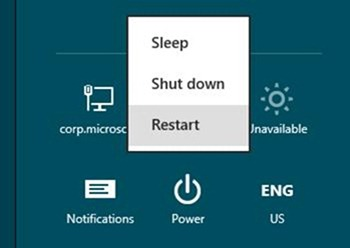 Sleep
Shut down
Restart
corp.microsc
Unavailable
Notifications
Power
ENG
US